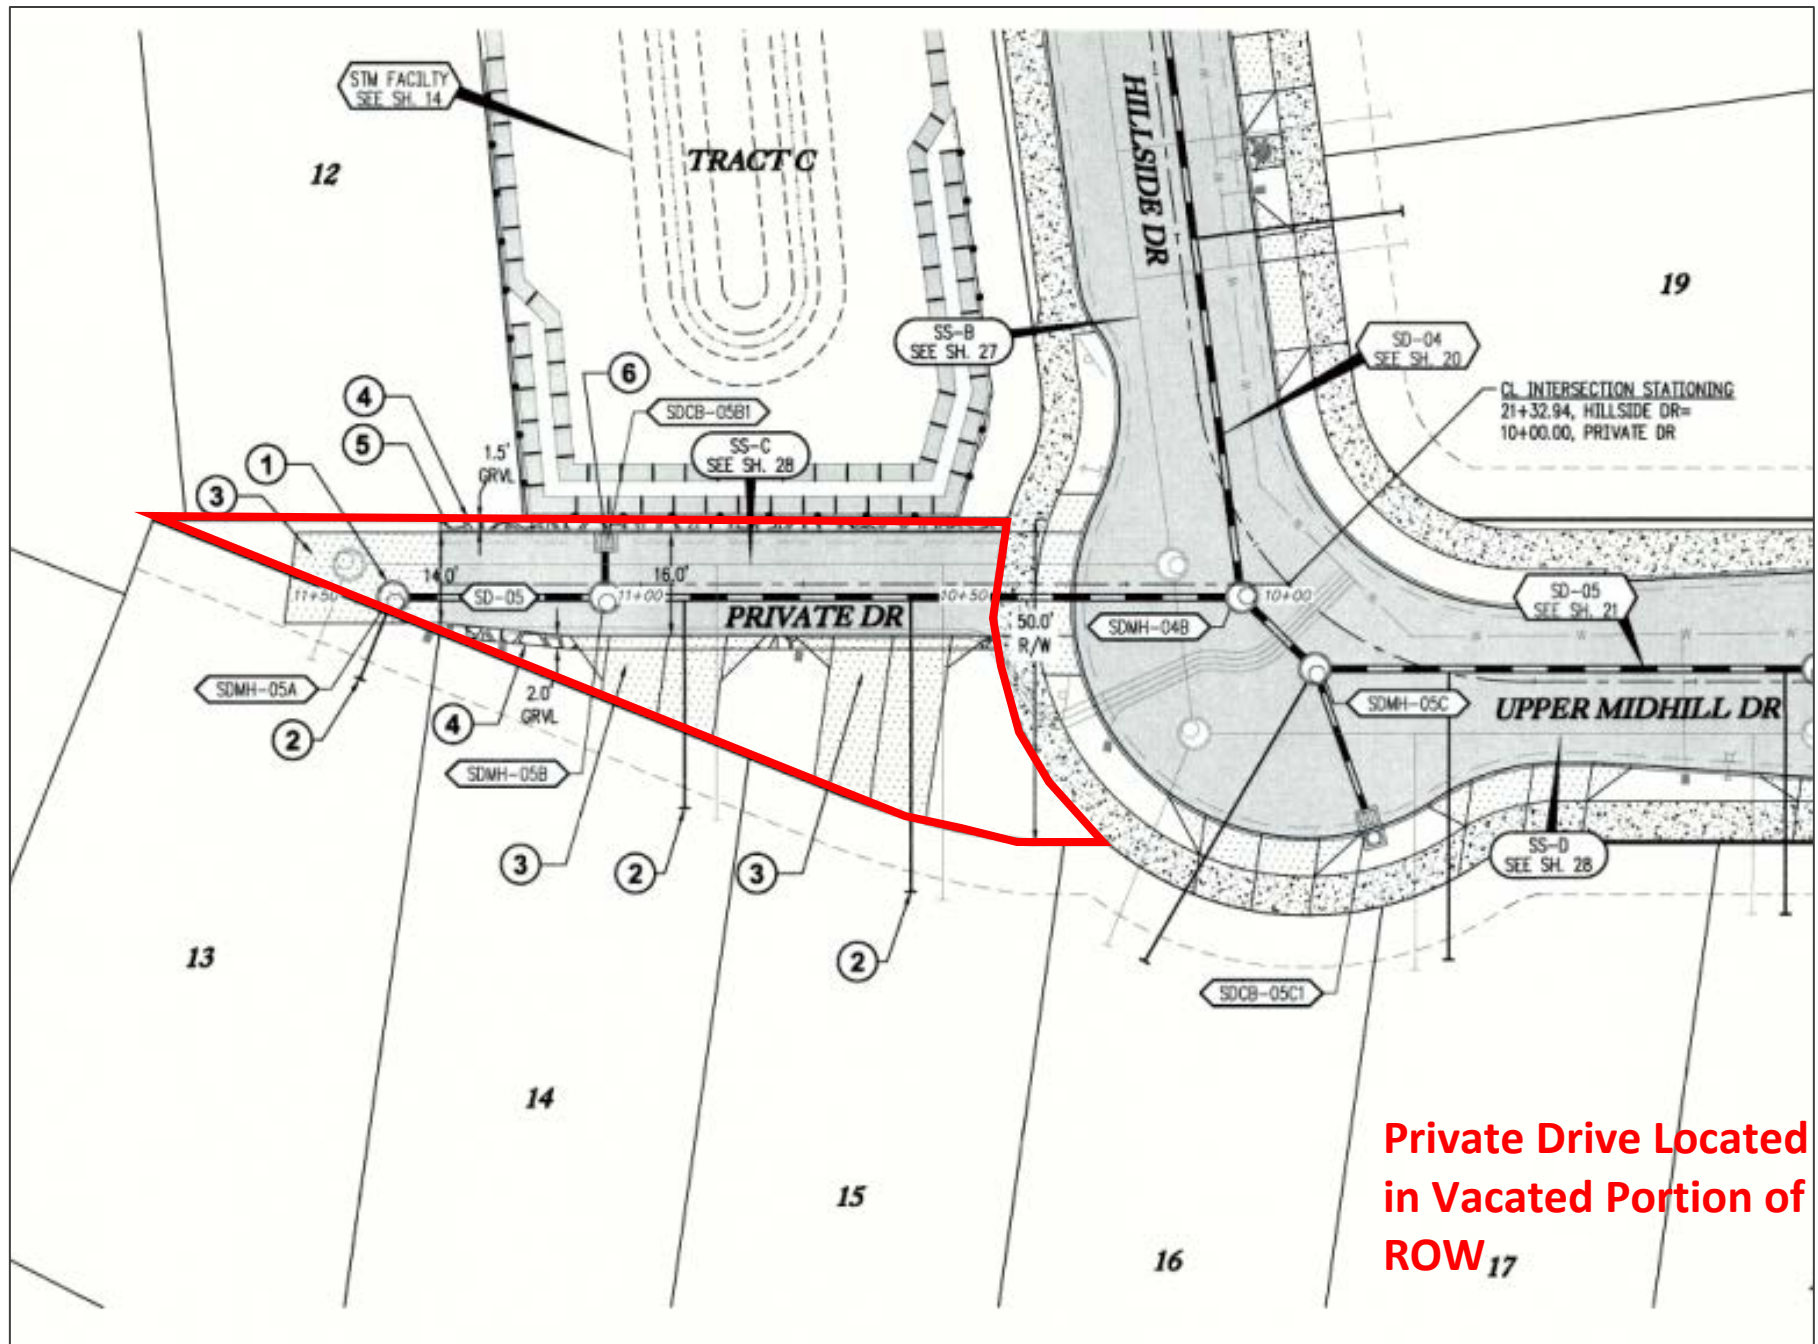 STM FACILTY
SEE SH. 14
12
TRACT C
HILLSIDE DR
19
SS-B
SEE SH. 27
SD-04
SEE SH. 20
CL INTERSECTION STATIONING
21+32.94, HILLSIDE DR=
10+00.00, PRIVATE DR
6
4
SDCB-05B1
5
SS-C
SEE SH. 28
1.5'
GRVL
1
3
14.0'
16.0'
11+50
SD-05
11+00
10+50
10+00
PRIVATE DR
50.0'
R/W
SDMH-04B
SD-05
SEE SH. 21
SDMH-05A
2.0'
GRVL
SDMH-05C
UPPER MIDHILL DR
4
2
SDMH-05B
SS-D
SEE SH. 28
3
2
3
2
13
SDCB-05C1
14
15
16
17
Private Drive Located
in Vacated Portion of
ROW